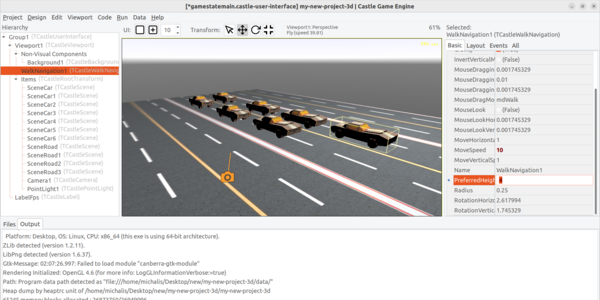 [*gamestatemain.castle-user-interface] my-new-project-3d | Castle Game Engine
Project Design Edit Viewport Code Run Data Help
Hierarchy
Group1 (TCastleUserInterface)
Viewport1 (TCastleViewport)
Non-Visual Components
Background1 (TCastleBackground
WalkNavigation1 (TCastleWalkNavig
Items (TCastleRootTransform)
SceneCar (TCastleScene)
SceneCar1 (TCastleScene)
SceneCar2 (TCastleScene)
SceneCar3 (TCastleScene)
SceneCar4 (TCastleScene)
SceneCar5 (TCastleScene)
SceneCar6 (TCastleScene)
SceneRoad (TCastleScene)
SceneRoad1 (TCastleScene)
SceneRoad2 (TCastleScene)
SceneRoad3 (TCastleScene)
Camera1 (TCastleCamera)
PointLight1 (TCastlePointLight)
LabelFps (TCastleLabel)
UI: 10 Transform: Viewport1: Perspective 61%
Fly (speed 39.81)
Selected:
WalkNavigation1 (TCastleWalkNavigation)
Basic Layout Events All
InvertVerticalM (False)
MouseDraggin 0.001745329
MouseDraggin 0.01
MouseDraggin 0.001745329
MouseDragMo mdWalk
MouseLook (False)
MouseLookHo 0.001745329
MouseLookVer 0.001745329
MoveHorizonta 1
MoveSpeed 10
MoveVerticalSp 1
Name WalkNavigation1
PreferredHeigh
Radius 0.25
RotationHoriz 2.617994
RotationVertic 1.745329
Files Output
Platform: Desktop, OS: Linux, CPU: x86_64 (this exe is using 64-bit architecture).
ZLib detected (version 1.2.11).
LibPng detected (version 1.6.37).
Gtk-Message: 02:07:26.997: Failed to load module "canberra-gtk-module"
Rendering Initialized: OpenGL 4.6 (for more info: LogGLInformationVerbose:=true)
Path: Program data path detected as "file:///home/michalis/Desktop/new/my-new-project-3d/data/"
Heap dump by heaptrc unit of /home/michalis/Desktop/new/my-new-project-3d/my-new-project-3d